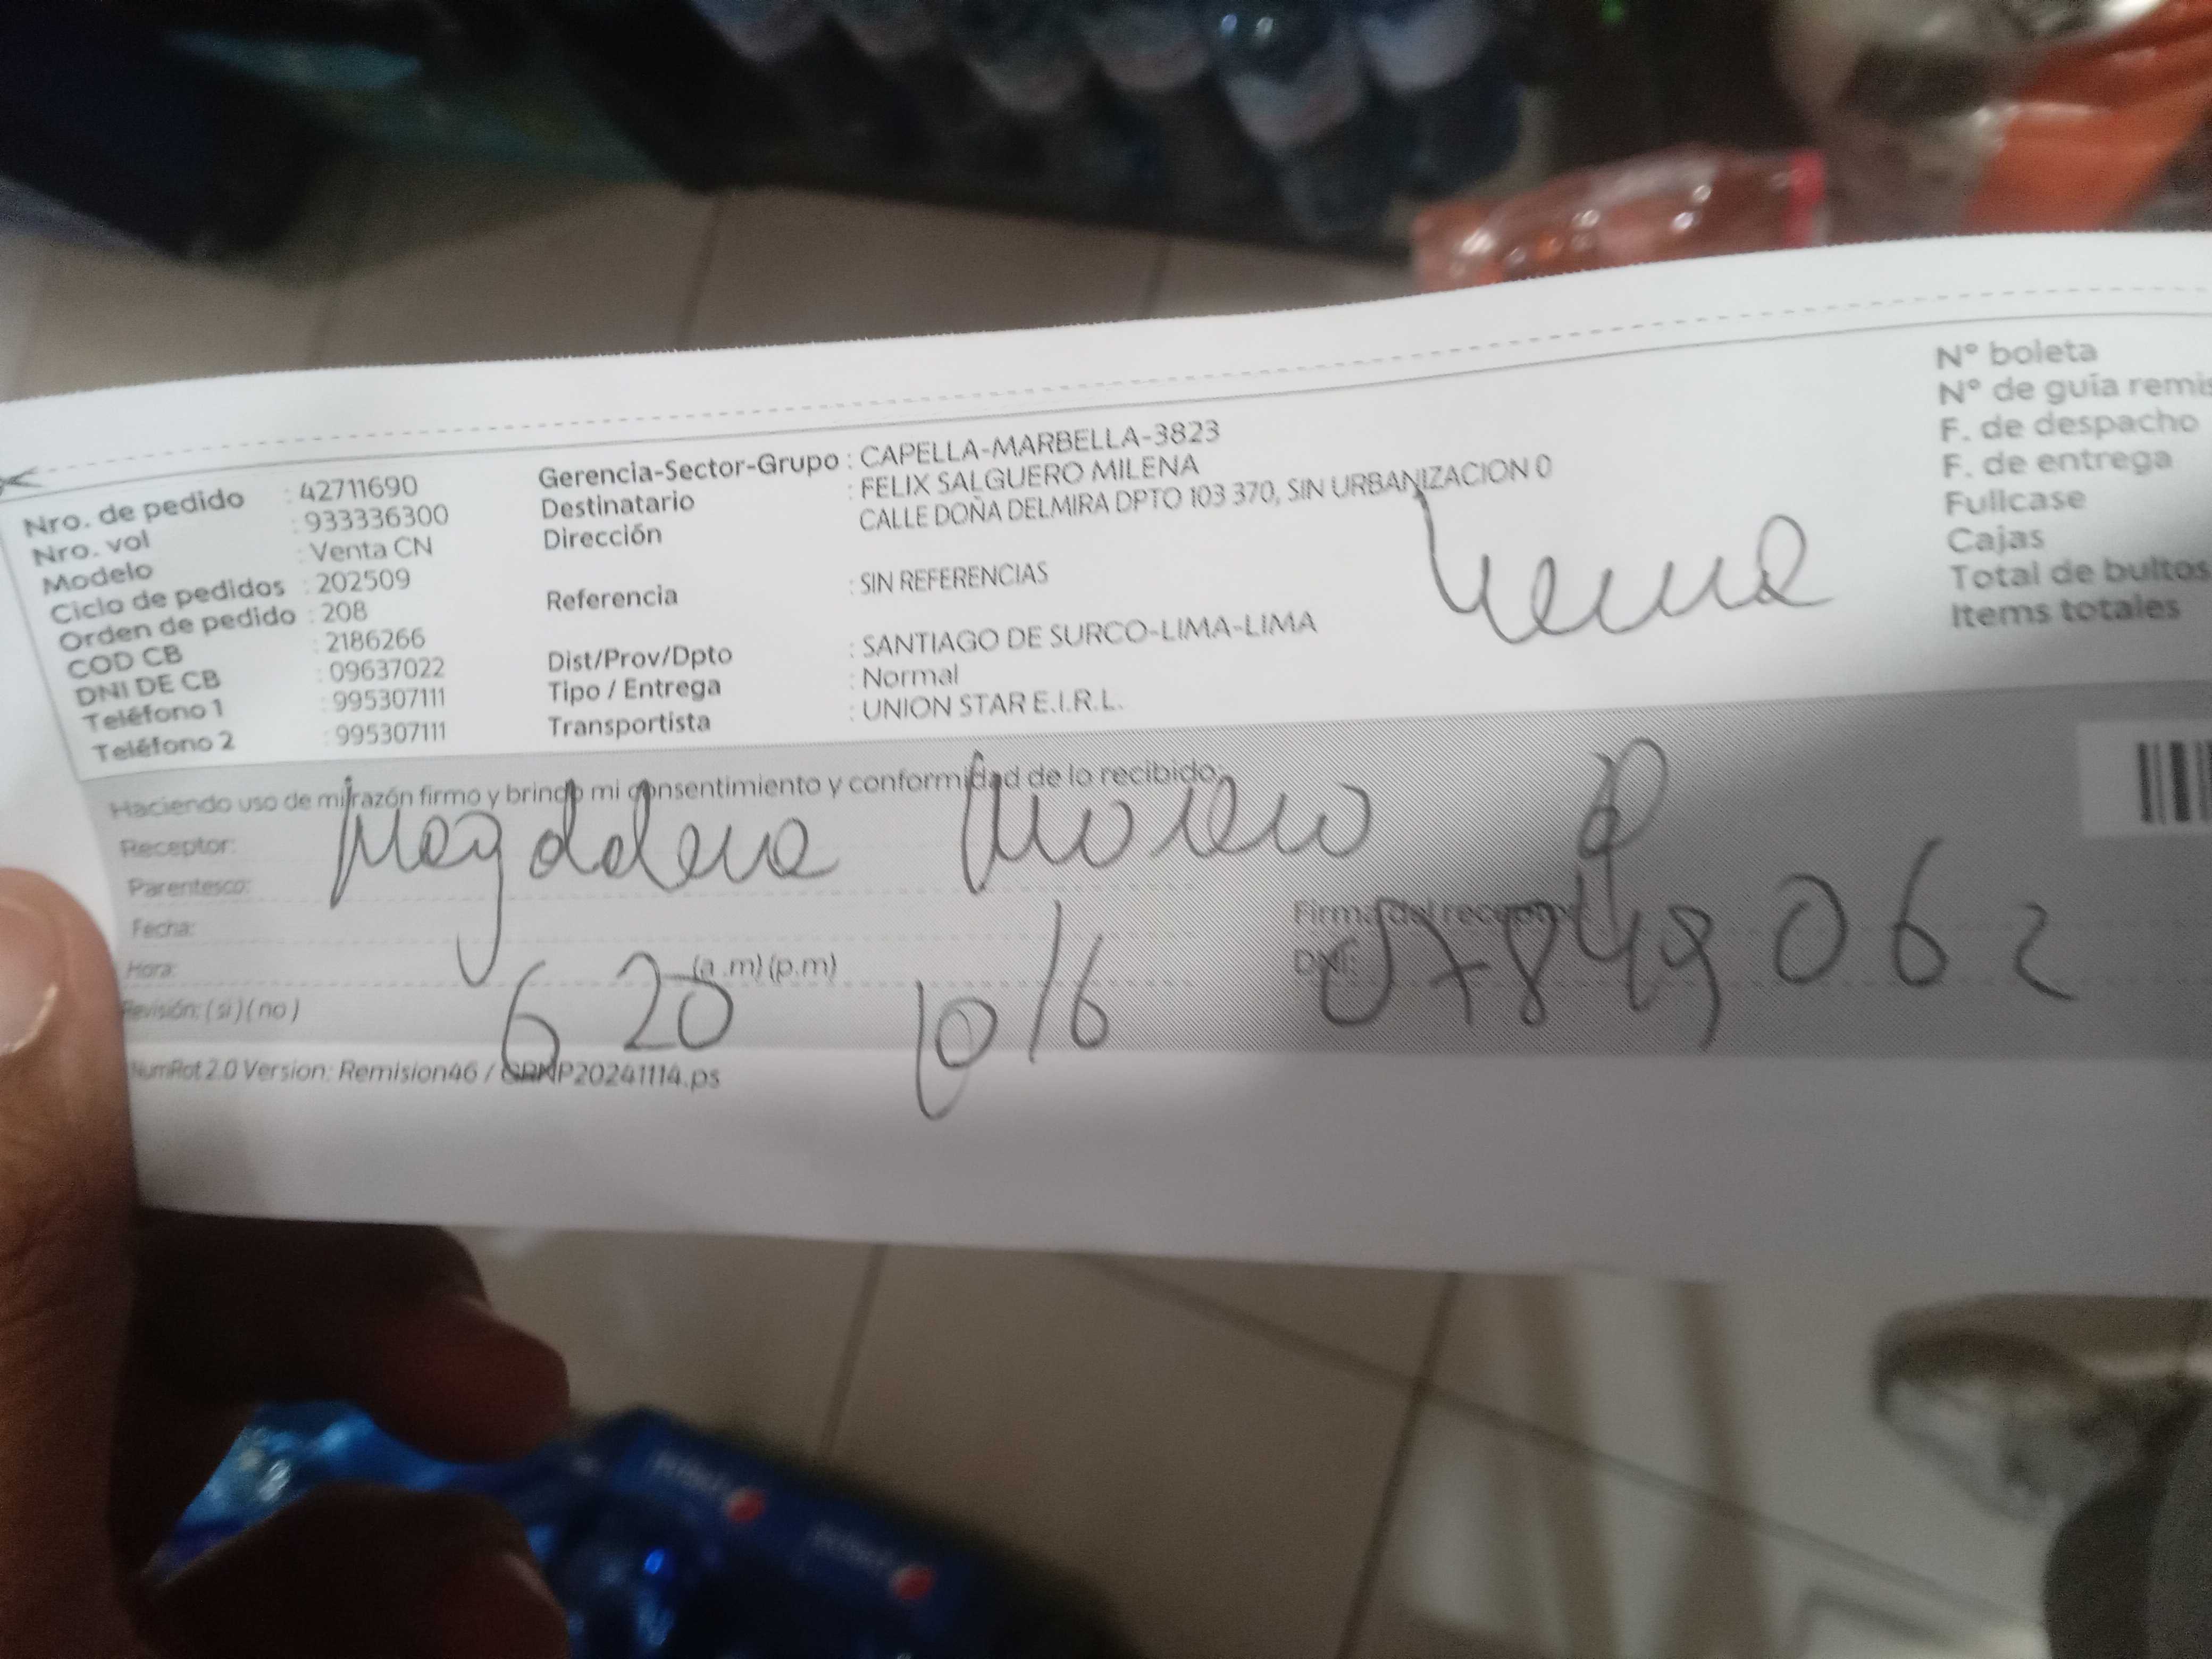 Nro. de pedido : 42711690
Nro. vol : 933336300
Modelo : Venta CN
Ciclo de pedidos : 202509
Orden de pedido : 208
COD CB : 2186266
DNI DE CB : 09637022
Teléfono 1 : 995307111
Teléfono 2 : 995307111
Gerencia-Sector-Grupo : CAPELLA-MARBELLA-3823
Destinatario : FELIX SALGUERO MILENA
Dirección CALLE DOÑA DELMIRA DPTO 103 370, SIN URBANIZACION 0
Referencia : SIN REFERENCIAS
Dist/Prov/Dpto : SANTIAGO DE SURCO-LIMA-LIMA
Tipo / Entrega : Normal
Transportista : UNION STAR E.I.R.L.
N° boleta
N° de guía remis
F. de despacho
F. de entrega
Fullcase
Cajas
Total de bultos
Items totales
Haciendo uso de mi razón firmo y brindo mi consentimiento y conformidad de lo recibido:
Receptor: Magdalena Moreno
Parentesco:
Fecha:
Firma del receptor:
Hora: 6 20 (a .m) (p.m) 10/6
DNI: 07849062
Revisión: ( si ) ( no )
NumRot 2.0 Version: Remision46 / GRNP20241114.ps